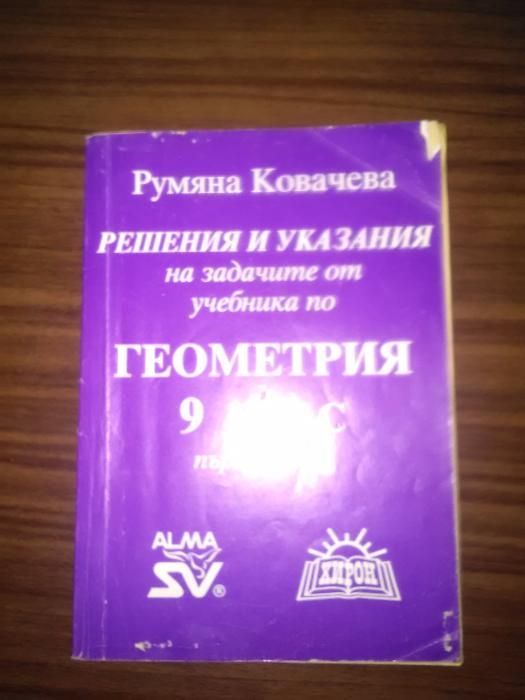 Румяна Ковачева
РЕШЕНИЯ И УКАЗАНИЯ
на задачите от
учебника по
ГЕОМЕТРИЯ
9
ALMA
SV®
ХИРОН